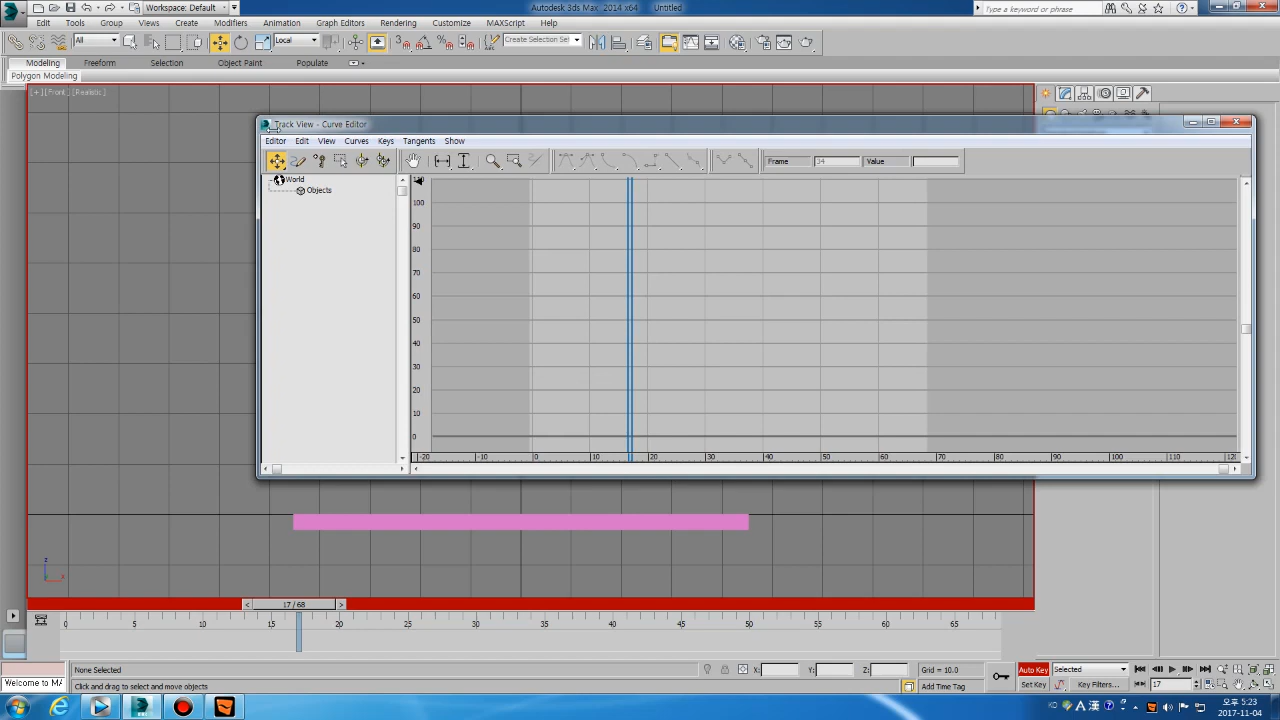 Workspace: Default
Autodesk 3ds Max  2014 x64    Untitled
Type a keyword or phrase
Edit Tools Group Views Create Modifiers Animation Graph Editors Rendering Customize MAXScript Help
All
Local
Create Selection Se
Modeling Freeform Selection Object Paint Populate
Polygon Modeling
[+] [Front] [Realistic]
Track View - Curve Editor
Editor Edit View Curves Keys Tangents Show
Frame 34 Value
World
Objects
100
90
80
70
60
50
40
30
20
10
0
-20 -10 0 10 20 30 40 50 60 70 80 90 100 110 120
z
x
17 / 68
0 5 10 15 20 25 30 35 40 45 50 55 60 65
None Selected X: Y: Z: Grid = 10.0 Auto Key Selected
Welcome to MA Click and drag to select and move objects Add Time Tag Set Key Key Filters... 17
KO A 漢
오후 5:23
2017-11-04